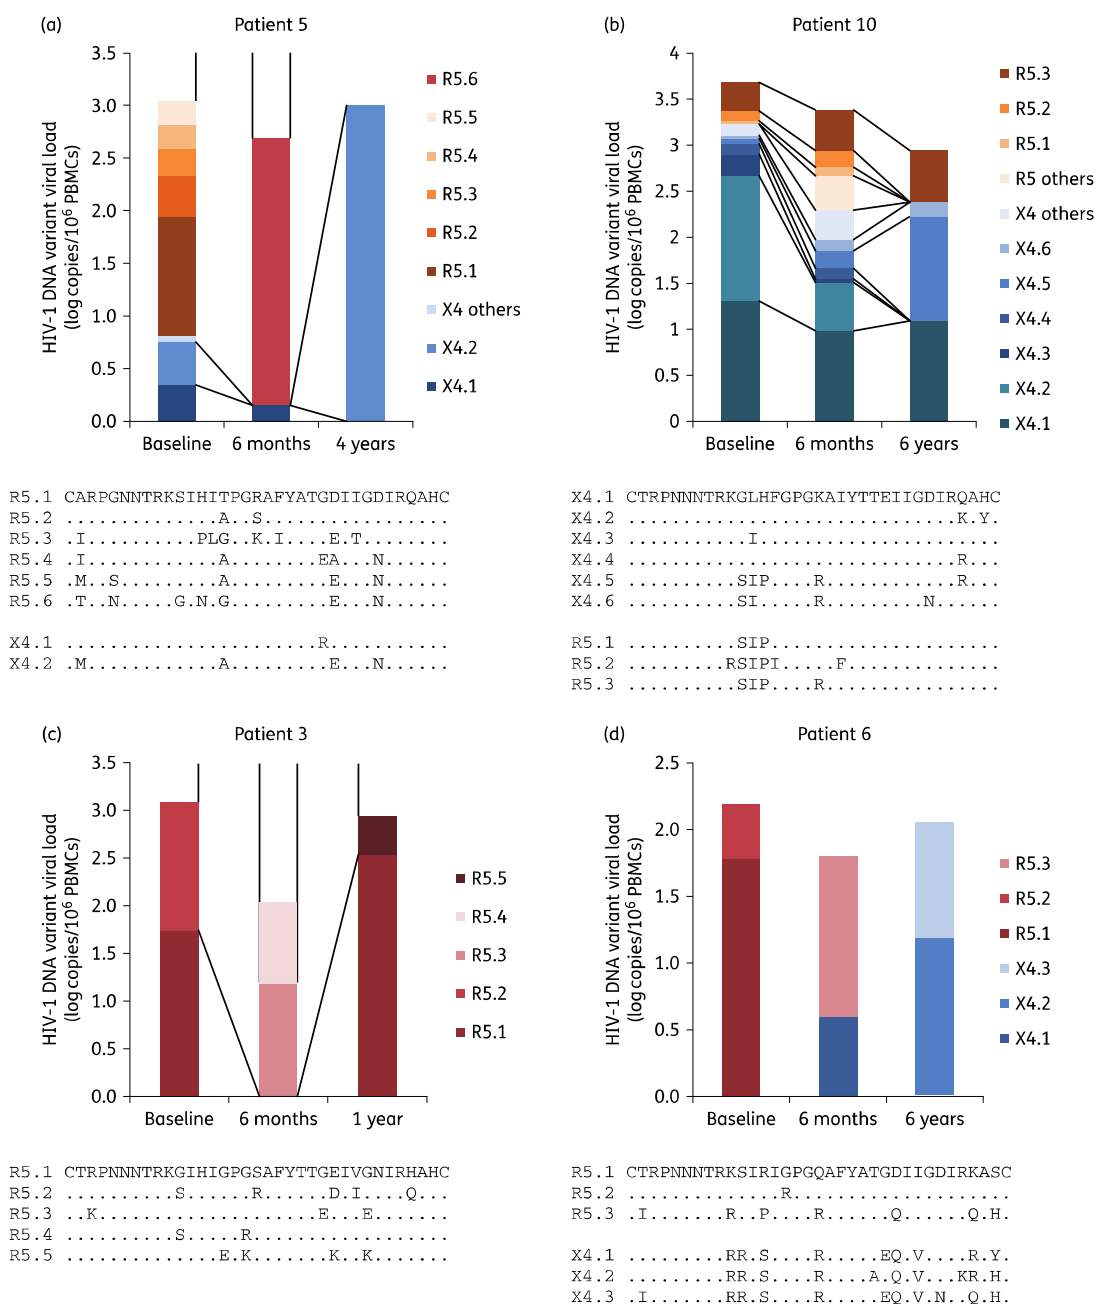 (a)
Patient 5
HIV-1 DNA variant viral load
(log copies/10⁶ PBMCs)
3.5
3.0
2.5
2.0
1.5
1.0
0.5
0.0
Baseline
6 months
4 years
R5.6
R5.5
R5.4
R5.3
R5.2
R5.1
X4 others
X4.2
X4.1
R5.1 CARPGNNTRKSIHITPGRAFYATGDIIGDIRQAHC
R5.2 ..............A..S.................
R5.3 .I..........PLG..K.I....E.T........
R5.4 .I............A........EA...N......
R5.5 .M..S.........A.........E...N......
R5.6 .T..N.....G.N.G.........E...N......
X4.1 .......................R...........
X4.2 .M............A.........E...N......
(b)
Patient 10
HIV-1 DNA variant viral load
(log copies/10⁶ PBMCs)
4
3.5
3
2.5
2
1.5
1
0.5
0
Baseline
6 months
6 years
R5.3
R5.2
R5.1
R5 others
X4 others
X4.6
X4.5
X4.4
X4.3
X4.2
X4.1
X4.1 CTRPNNNTRKGLHFGPGKAIYTTEIIGDIRQAHC
X4.2 ..............................K.Y.
X4.3 ...........I......................
X4.4 ..............................R...
X4.5 ..........SIP....R............R...
X4.6 ..........SI.....R.........N......
R5.1 ..........SIP.....................
R5.2 .........RSIPI.....F..............
R5.3 ..........SIP....R................
(c)
Patient 3
HIV-1 DNA variant viral load
(log copies/10⁶ PBMCs)
3.5
3.0
2.5
2.0
1.5
1.0
0.5
0.0
Baseline
6 months
1 year
R5.5
R5.4
R5.3
R5.2
R5.1
R5.1 CTRPNNNTRKGIHIGPGSAFYTTGEIVGNIRHAHC
R5.2 ..........S......R......D.I....Q...
R5.3 ..K....................E...E.......
R5.4 ..........S.....R..................
R5.5 ..............E.K.......K..K.......
(d)
Patient 6
HIV-1 DNA variant viral load
(log copies/10⁶ PBMCs)
2.5
2.0
1.5
1.0
0.5
0.0
Baseline
6 months
6 years
R5.3
R5.2
R5.1
X4.3
X4.2
X4.1
R5.1 CTRPNNNTRKSIRIGPGQAFYATGDIIGDIRKASC
R5.2 ..............R....................
R5.3 .I.......R..P....R......Q......Q.H.
X4.1 .........RR.S....R.....EQ.V....R.Y.
X4.2 .........RR.S....R....A.Q.V...KR.H.
X4.3 .I.......RR.S....R.....EQ.V.N..Q.H.